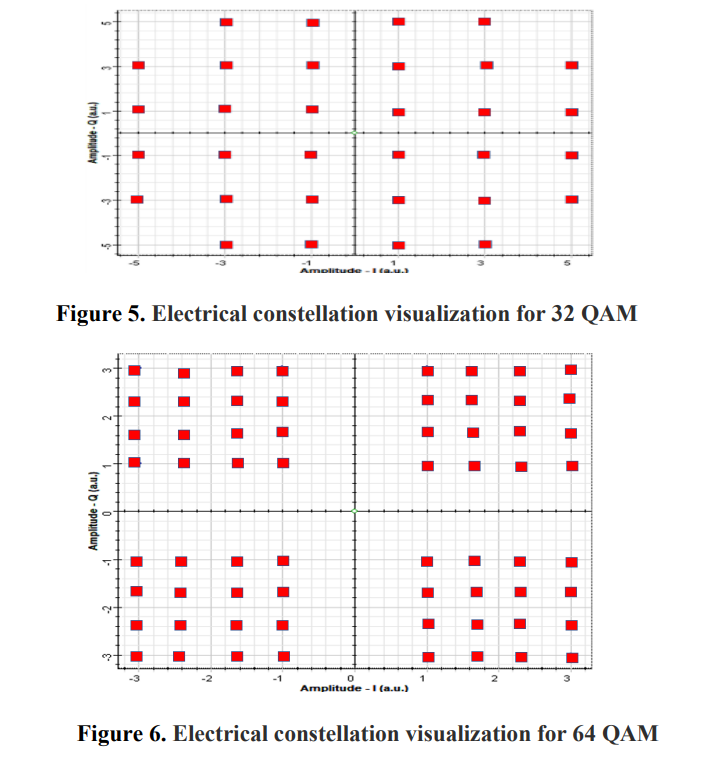 5
3
1
-1
-3
-5
Amplitude - Q (a.u.)
-5 -3 -1 1 3 5
Amplitude - I (a.u.)
Figure 5. Electrical constellation visualization for 32 QAM
3
2
1
0
-1
-2
-3
Amplitude - Q (a.u.)
-3 -2 -1 0 1 2 3
Amplitude - I (a.u.)
Figure 6. Electrical constellation visualization for 64 QAM